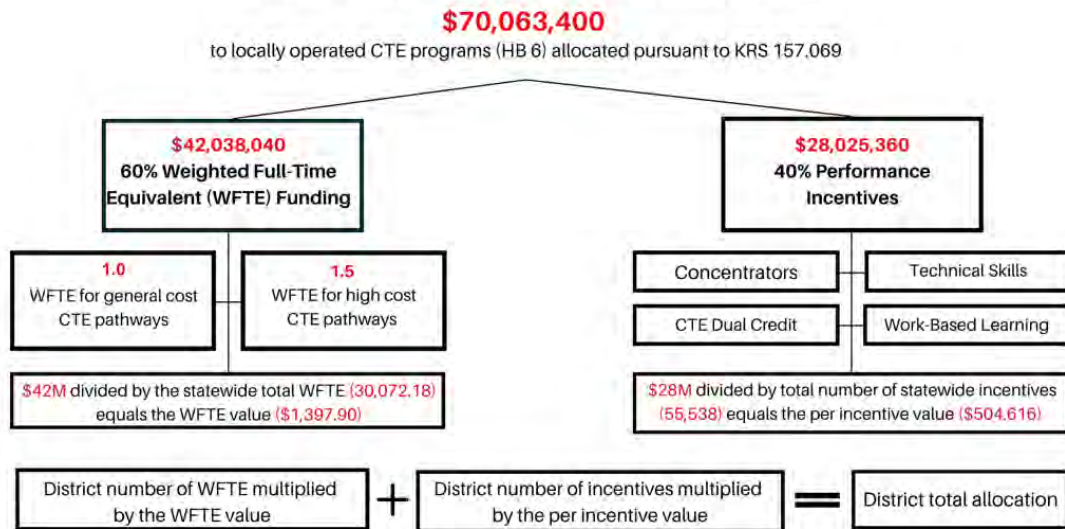 $70,063,400
to locally operated CTE programs (HB 6) allocated pursuant to KRS 157.069
$42,038,040
60% Weighted Full-Time
Equivalent (WFTE) Funding
$28,025,360
40% Performance
Incentives
1.0
WFTE for general cost
CTE pathways
1.5
WFTE for high cost
CTE pathways
Concentrators
Technical Skills
CTE Dual Credit
Work-Based Learning
$42M divided by the statewide total WFTE (30,072.18)
equals the WFTE value ($1,397.90)
$28M divided by total number of statewide incentives
(55,538) equals the per incentive value ($504.616)
District number of WFTE multiplied
by the WFTE value
+
District number of incentives multiplied
by the per incentive value
=
District total allocation